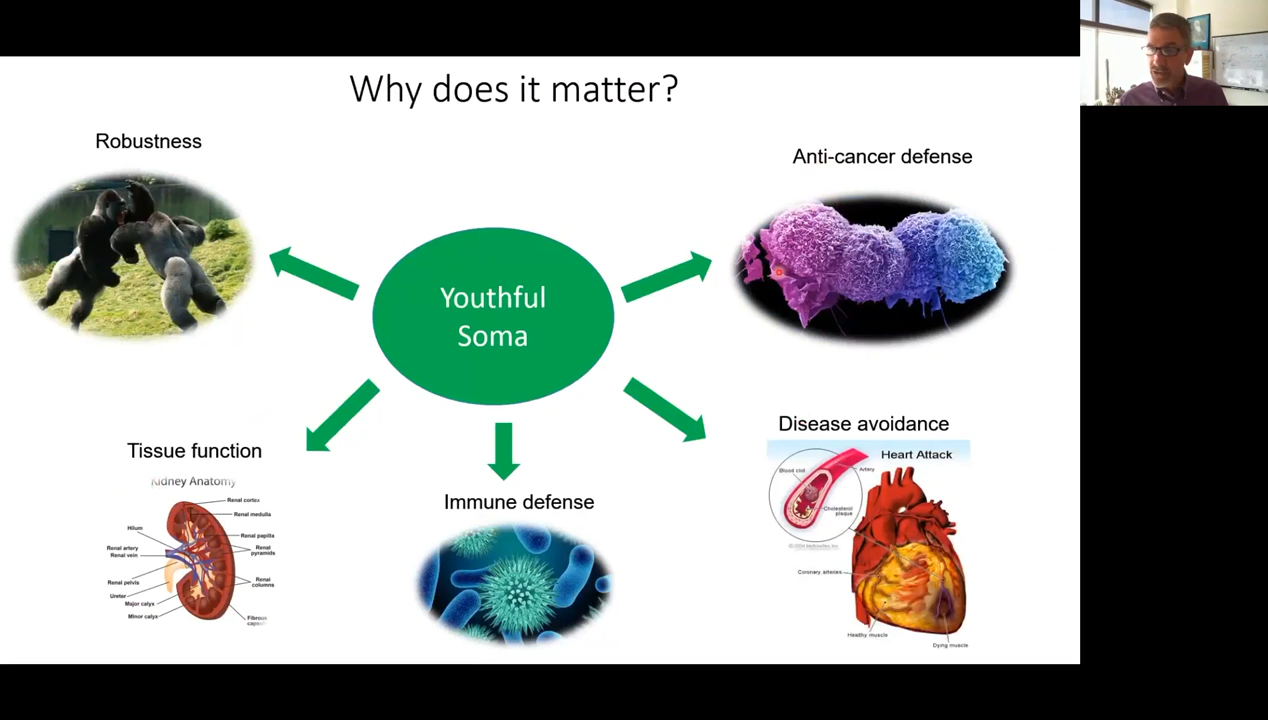 Why does it matter?
Robustness
Anti-cancer defense
Youthful
Soma
Tissue function
Kidney Anatomy
Renal cortex
Renal medulla
Hilum
Renal papilla
Renal artery
Renal vein
Renal
pyramids
Renal pelvis
Renal
columns
Ureter
Major calyx
Minor calyx
Fibrous
Immune defense
Disease avoidance
Heart Attack
Blood clot
Artery
Cholesterol
plaque
Coronary arteries
Healthy muscle
Dying muscle